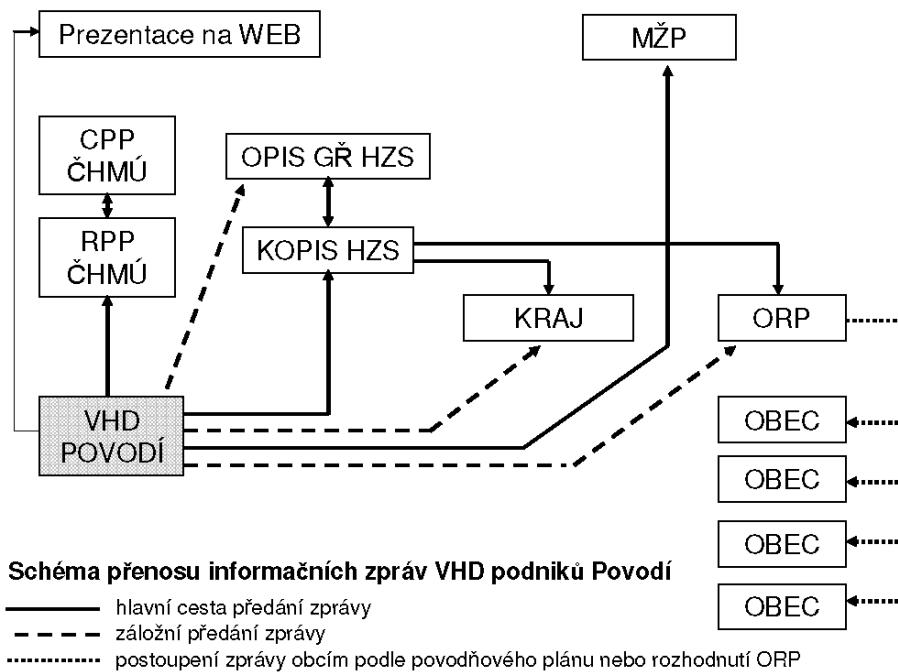 Prezentace na WEB
MŽP
CPP
ČHMÚ
OPIS GŘ HZS
RPP
ČHMÚ
KOPIS HZS
KRAJ
ORP
VHD
POVODÍ
OBEC
OBEC
OBEC
OBEC
Schéma přenosu informačních zpráv VHD podniků Povodí
hlavní cesta předání zprávy
záložní předání zprávy
postoupení zprávy obcím podle povodňového plánu nebo rozhodnutí ORP